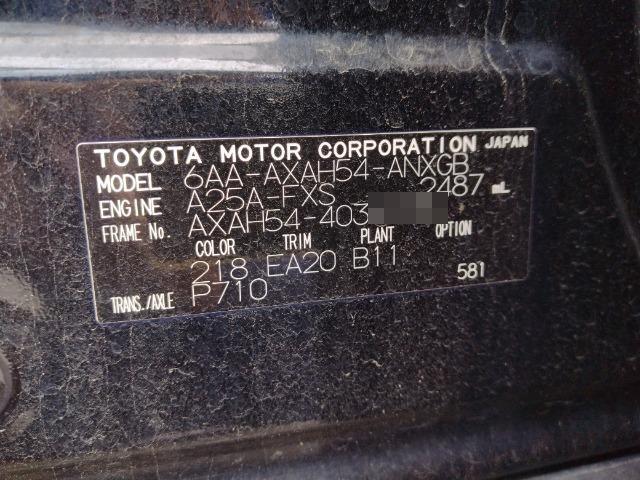 TOYOTA MOTOR CORPORATION JAPAN
MODEL 6AA-AXAH54-ANXGB
ENGINE A25A-FXS 2487 mL
FRAME No. AXAH54-403
COLOR TRIM PLANT OPTION
218 EA20 B11 581
TRANS./AXLE P710